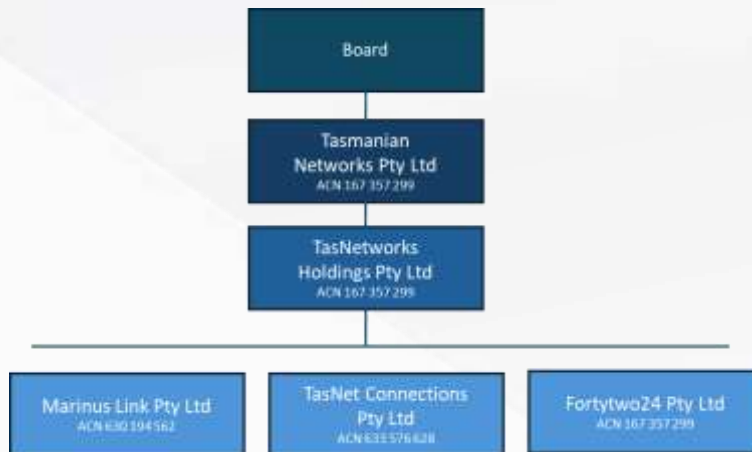 Board
Tasmanian
Networks Pty Ltd
ACN 167 357 299
TasNetworks
Holdings Pty Ltd
ACN 167 357 299
Marinus Link Pty Ltd
ACN 630 194 562
TasNet Connections
Pty Ltd
ACN 633 576 628
Fortytwo24 Pty Ltd
ACN 167 357 299